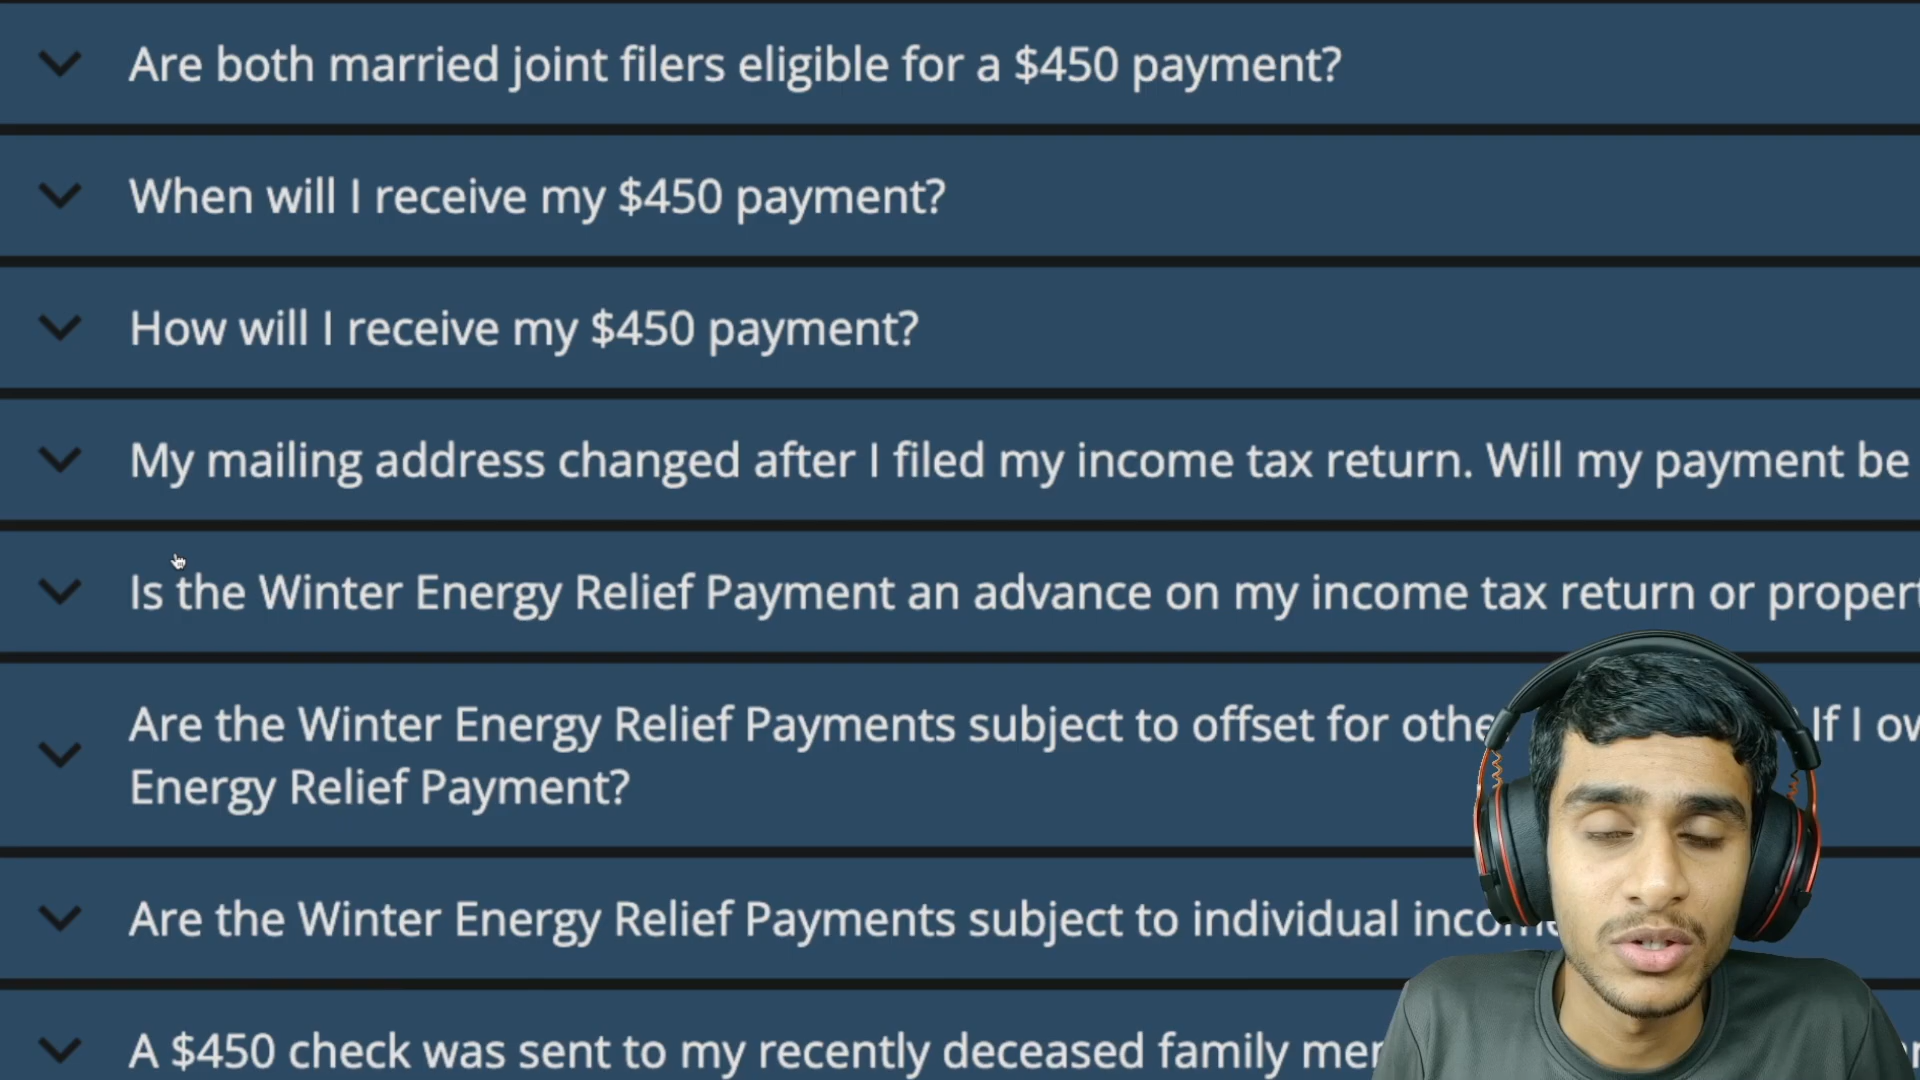 Are both married joint filers eligible for a $450 payment?
When will I receive my $450 payment?
How will I receive my $450 payment?
My mailing address changed after I filed my income tax return. Will my payment be
Is the Winter Energy Relief Payment an advance on my income tax return or
Are the Winter Energy Relief Payments subject to offset for If I
Energy Relief Payment?
Are the Winter Energy Relief Payments subject to individual
A $450 check was sent to my recently deceased family